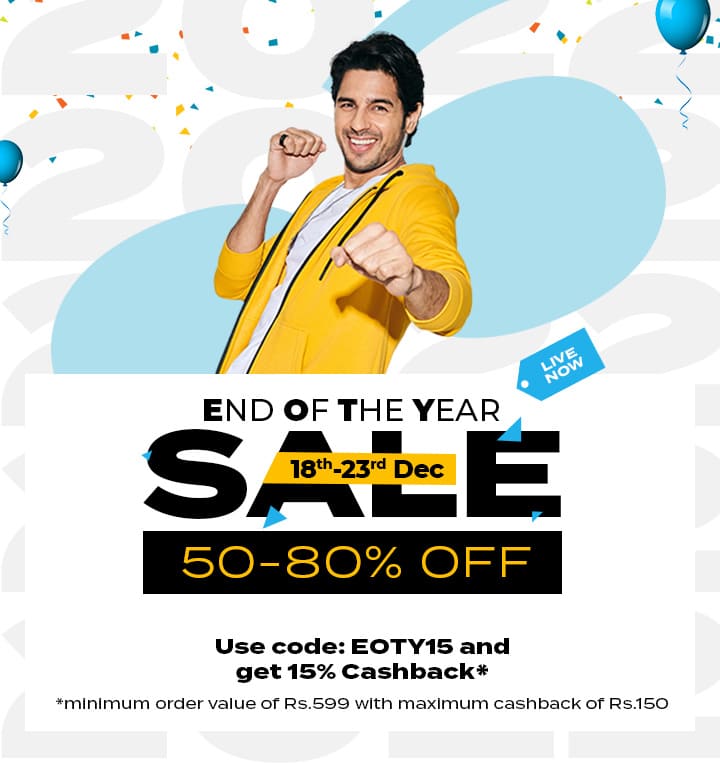 LIVE
NOW
END OF THE YEAR
SALE
18th-23rd Dec
50-80% OFF
Use code: EOTY15 and
get 15% Cashback*
*minimum order value of Rs.599 with maximum cashback of Rs.150